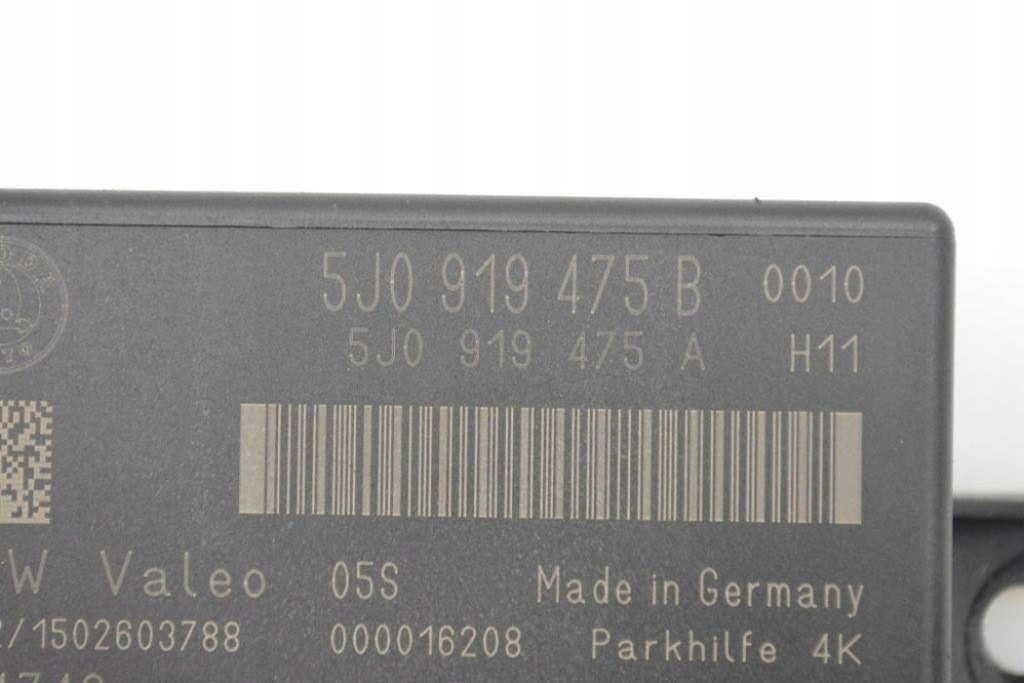 5J0 919 475 B 0010
5J0 919 475 A H11
W Valeo 05S Made in Germany
/1502603788 000016208 Parkhilfe 4K